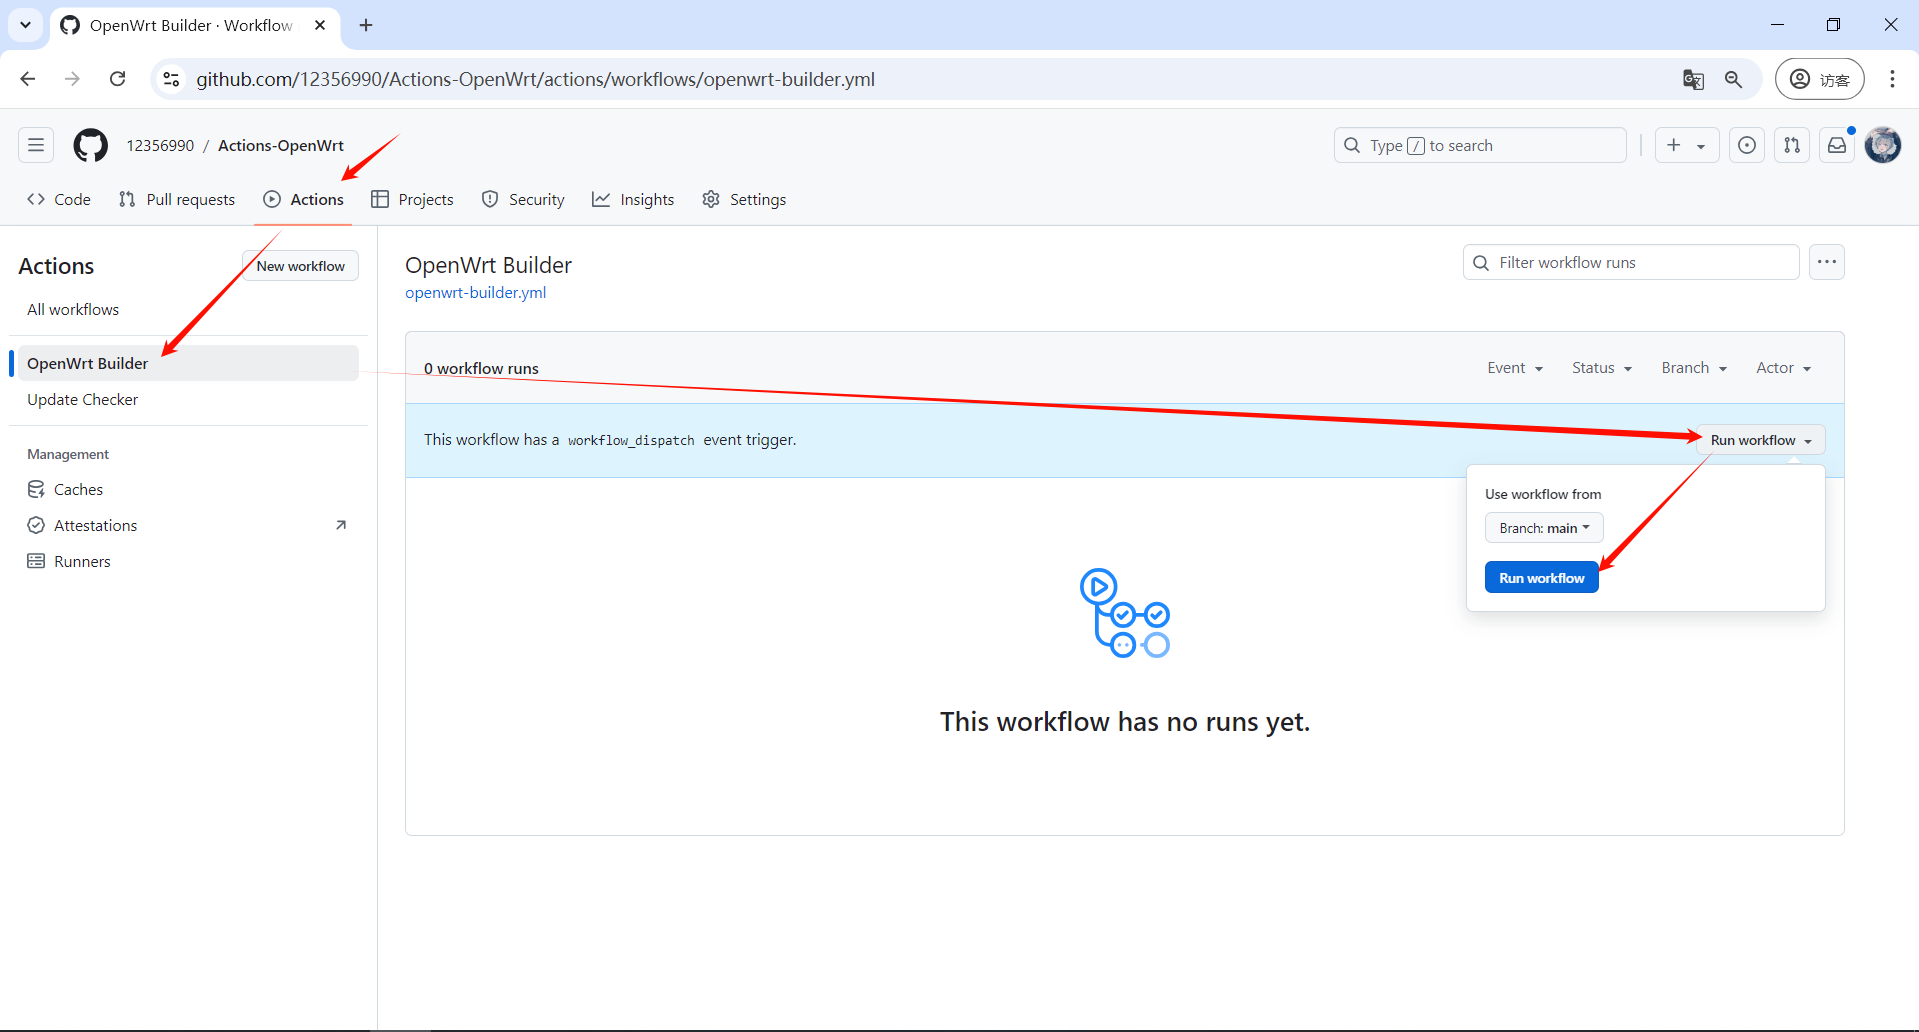 OpenWrt Builder · Workflow
github.com/12356990/Actions-OpenWrt/actions/workflows/openwrt-builder.yml
访客
12356990 / Actions-OpenWrt
Type / to search
Code
Pull requests
Actions
Projects
Security
Insights
Settings
Actions
New workflow
All workflows
OpenWrt Builder
Update Checker
Management
Caches
Attestations
Runners
OpenWrt Builder
openwrt-builder.yml
Filter workflow runs
0 workflow runs
Event
Status
Branch
Actor
This workflow has a workflow_dispatch event trigger.
Run workflow
Use workflow from
Branch: main
Run workflow
This workflow has no runs yet.